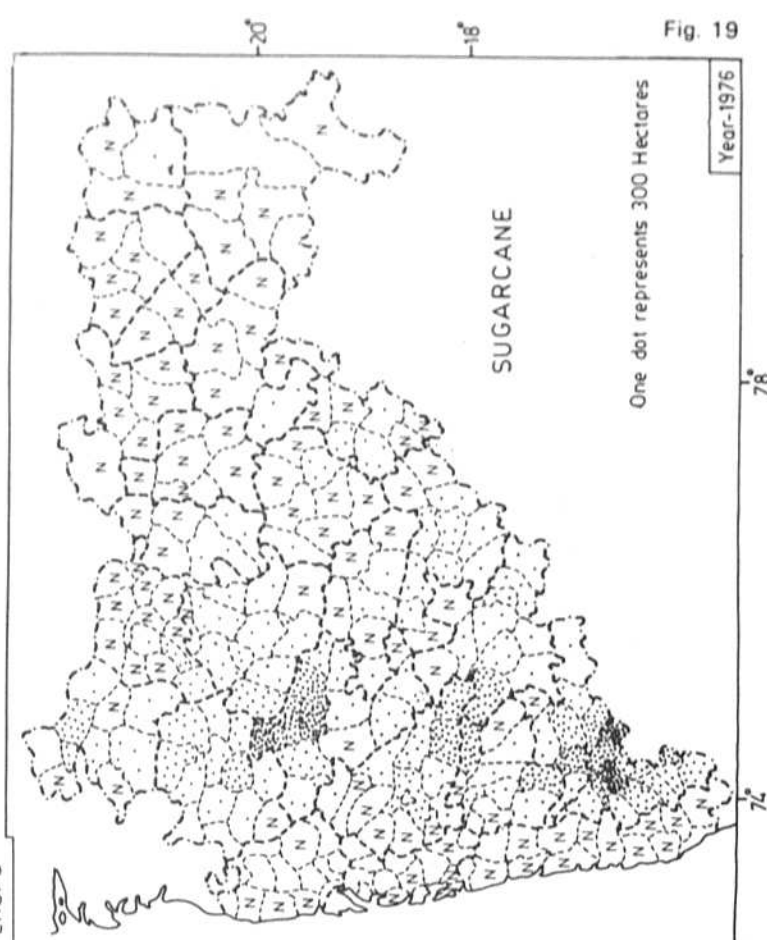 Fig. 19
20°
18°
SUGARCANE
One dot represents 300 Hectares
Year-1976
78°
74°
N